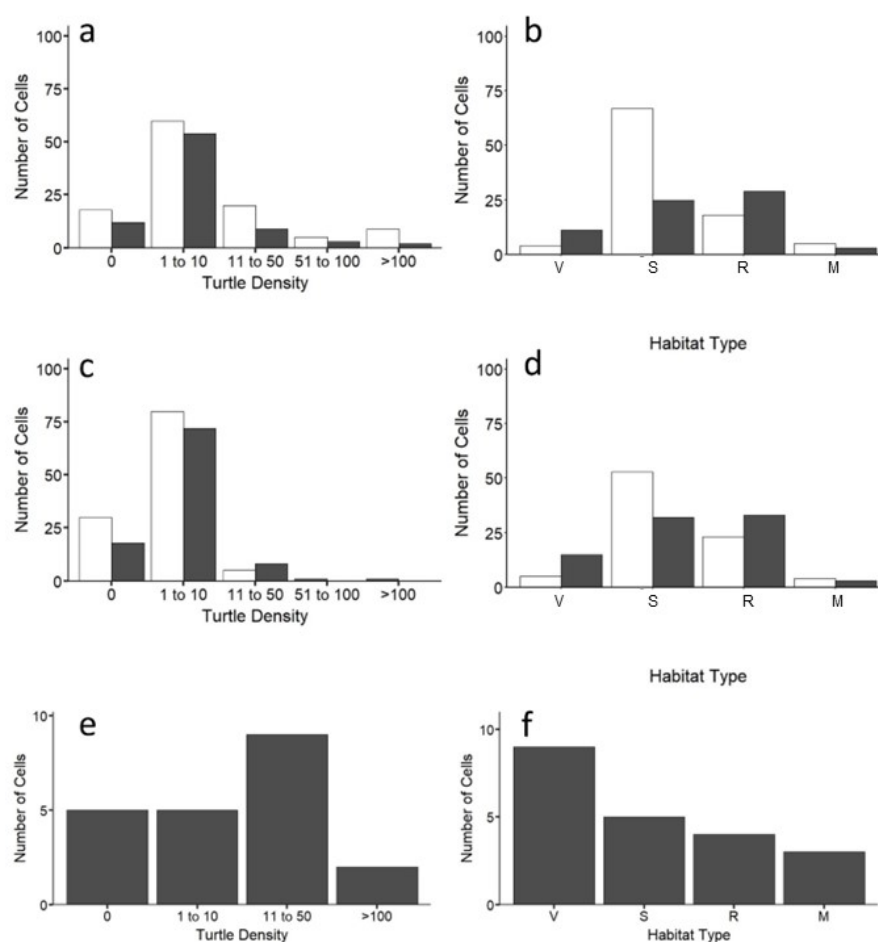 a
100
75
50
25
0
Number of Cells
0 1 to 10 11 to 50 51 to 100 >100
Turtle Density
b
100
75
50
25
0
Number of Cells
V S R M
Habitat Type
c
100
75
50
25
0
Number of Cells
0 1 to 10 11 to 50 51 to 100 >100
Turtle Density
d
100
75
50
25
0
Number of Cells
V S R M
Habitat Type
e
10
5
0
Number of Cells
0 1 to 10 11 to 50 >100
Turtle Density
f
10
5
0
Number of Cells
V S R M
Habitat Type